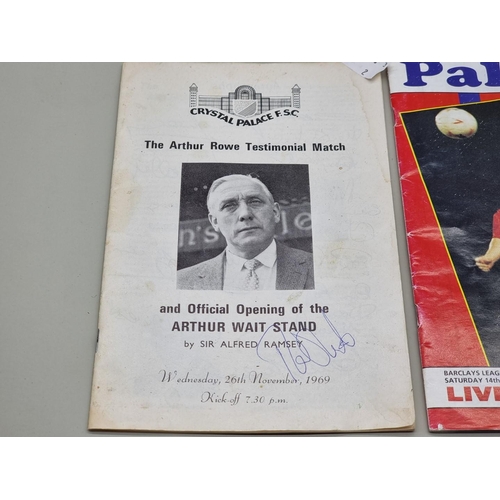 CRYSTAL PALACE F.S.C.
The Arthur Rowe Testimonial Match
and Official Opening of the
ARTHUR WAIT STAND
by SIR ALFRED RAMSEY
Wednesday, 26th November, 1969
Kick-off 7.30 p.m.
Pal
BARCLAYS LEAG
SATURDAY 14th
LIV